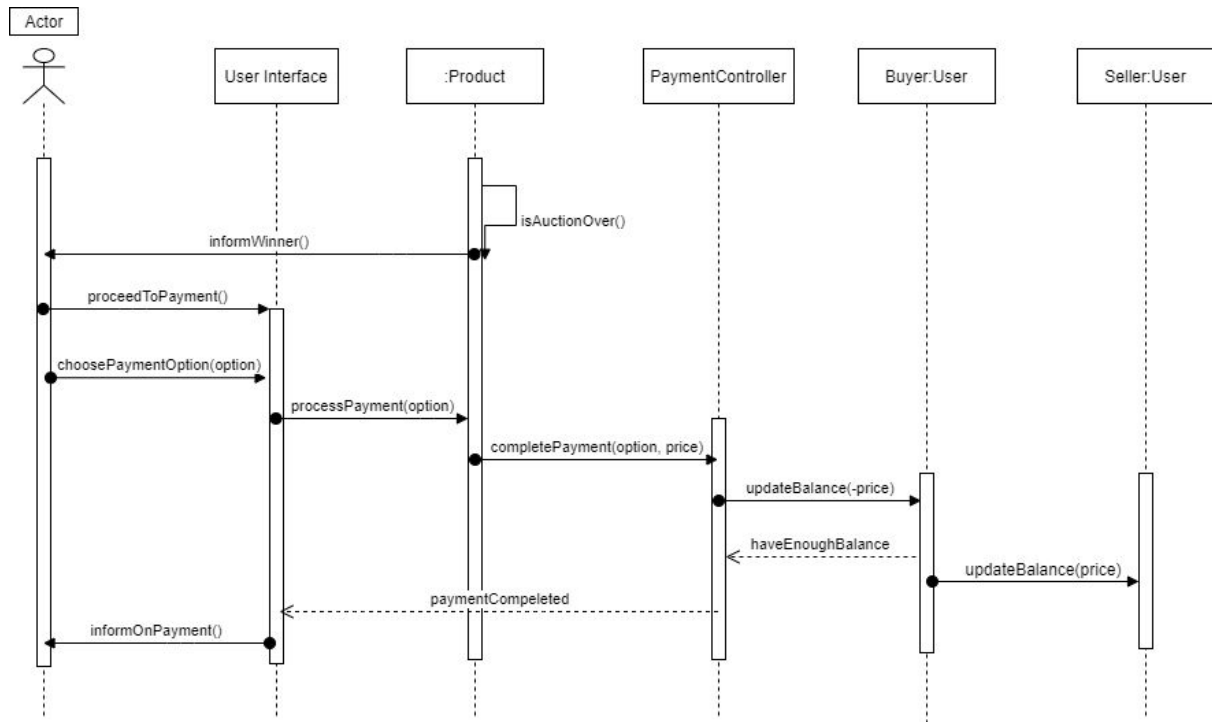 Actor
User Interface
:Product
PaymentController
Buyer:User
Seller:User
isAuctionOver()
informWinner()
proceedToPayment()
choosePaymentOption(option)
processPayment(option)
completePayment(option, price)
updateBalance(-price)
haveEnoughBalance
updateBalance(price)
paymentCompeleted
informOnPayment()